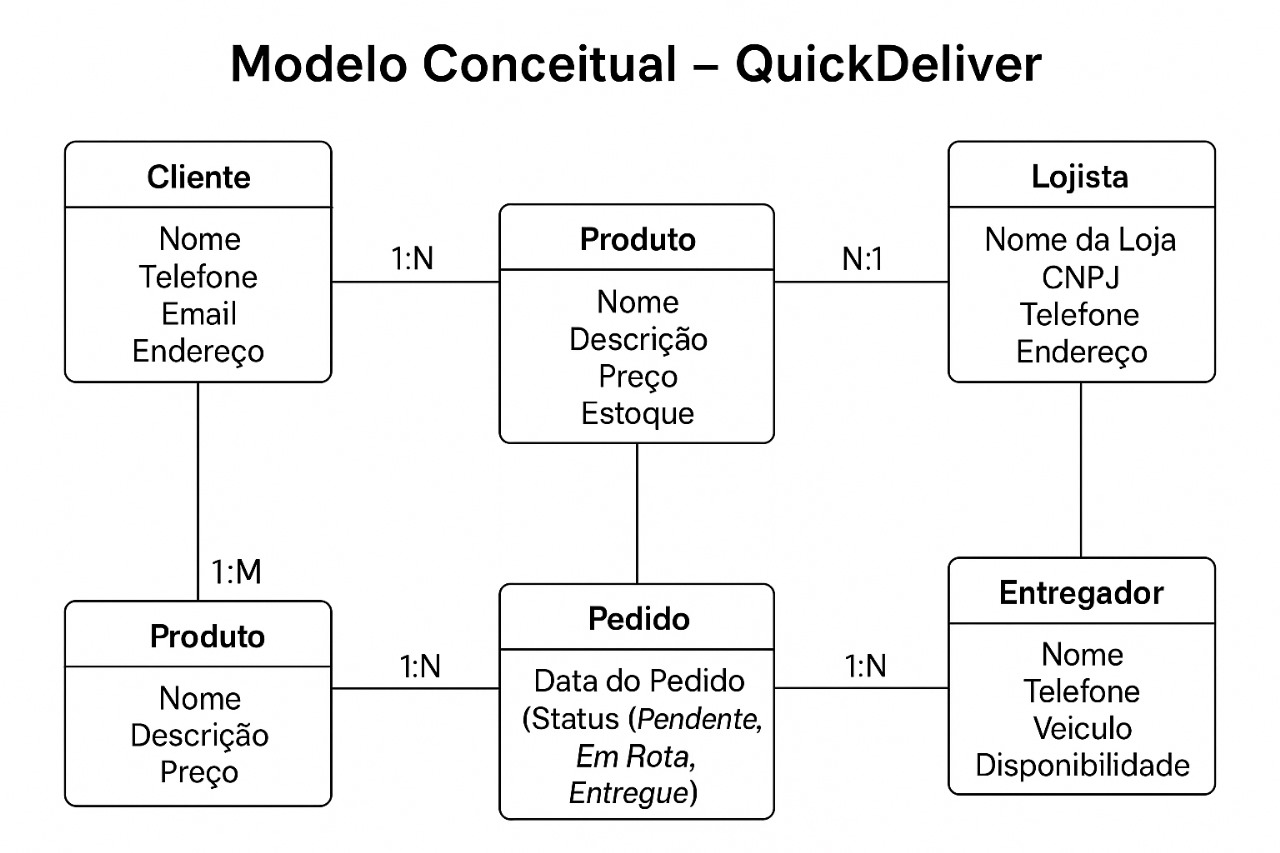 Modelo Conceitual – QuickDeliver
Cliente
Nome
Telefone
Email
Endereço
1:N
Produto
Nome
Descrição
Preço
Estoque
N:1
Lojista
Nome da Loja
CNPJ
Telefone
Endereço
1:M
Produto
Nome
Descrição
Preço
1:N
Pedido
Data do Pedido
(Status (Pendente,
Em Rota,
Entregue)
1:N
Entregador
Nome
Telefone
Veiculo
Disponibilidade